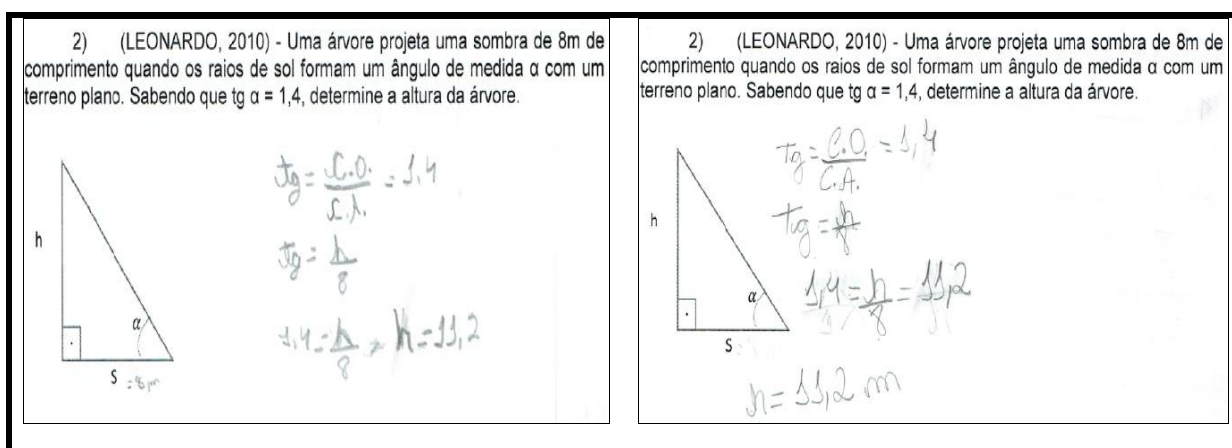 2) (LEONARDO, 2010) - Uma árvore projeta uma sombra de 8m de
comprimento quando os raios de sol formam um ângulo de medida α com um
terreno plano. Sabendo que tg α = 1,4, determine a altura da árvore.
tg = C.O./C.A. = 1.4
h
tg = h/8
α
1,4 = h/8 = h = 11,2
S = 8 m
2) (LEONARDO, 2010) - Uma árvore projeta uma sombra de 8m de
comprimento quando os raios de sol formam um ângulo de medida α com um
terreno plano. Sabendo que tg α = 1,4, determine a altura da árvore.
Tg = C.O./C.A. = 1,4
h
Tg = h/8
α
1,4 = h/8 = 11,2
S
h = 11,2 m